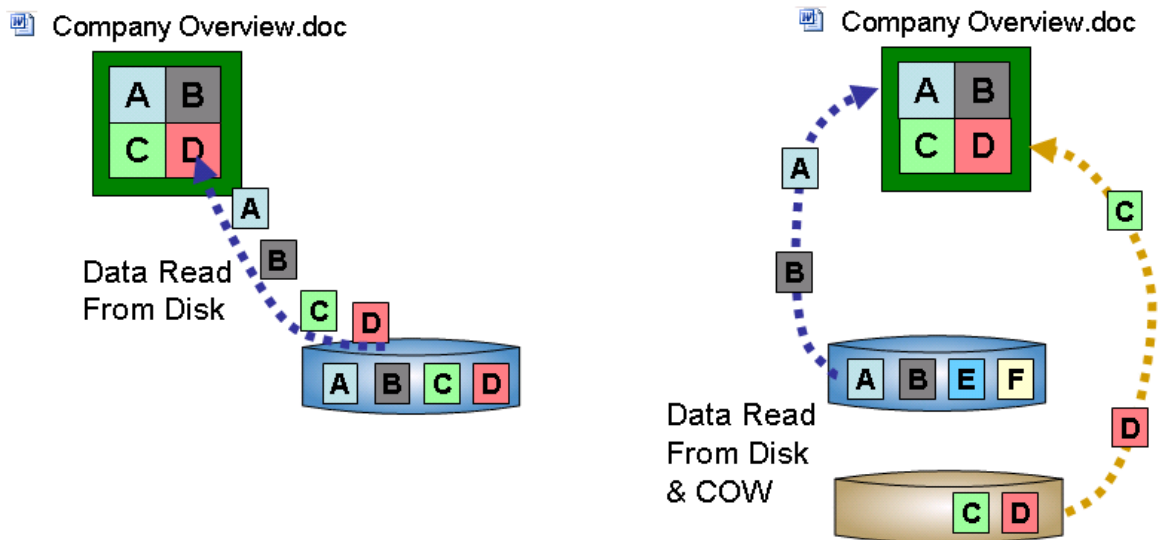 Company Overview.doc
A B
C D
A
B
C
D
Data Read
From Disk
A B C D
Company Overview.doc
A B
C D
A
C
B
A B E F
Data Read
From Disk
& COW
D
C D